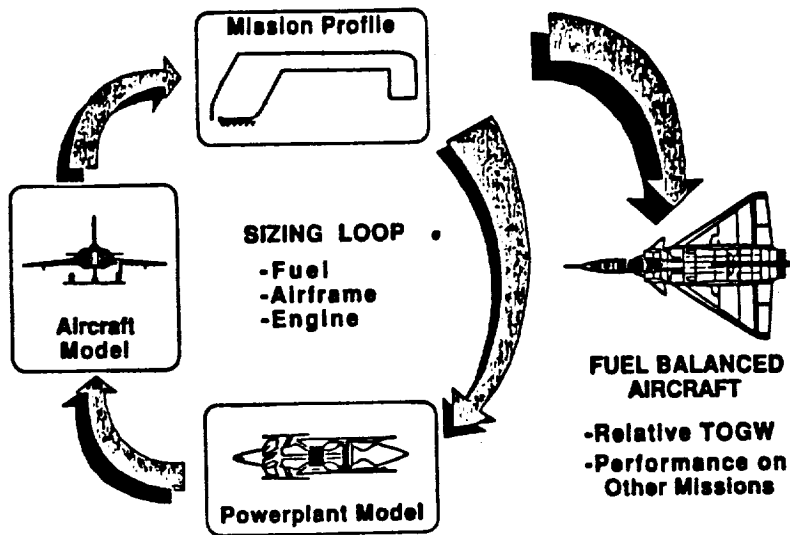 Mission Profile
SIZING LOOP
-Fuel
-Airframe
-Engine
Aircraft
Model
Powerplant Model
FUEL BALANCED
AIRCRAFT
-Relative TOGW
-Performance on
Other Missions